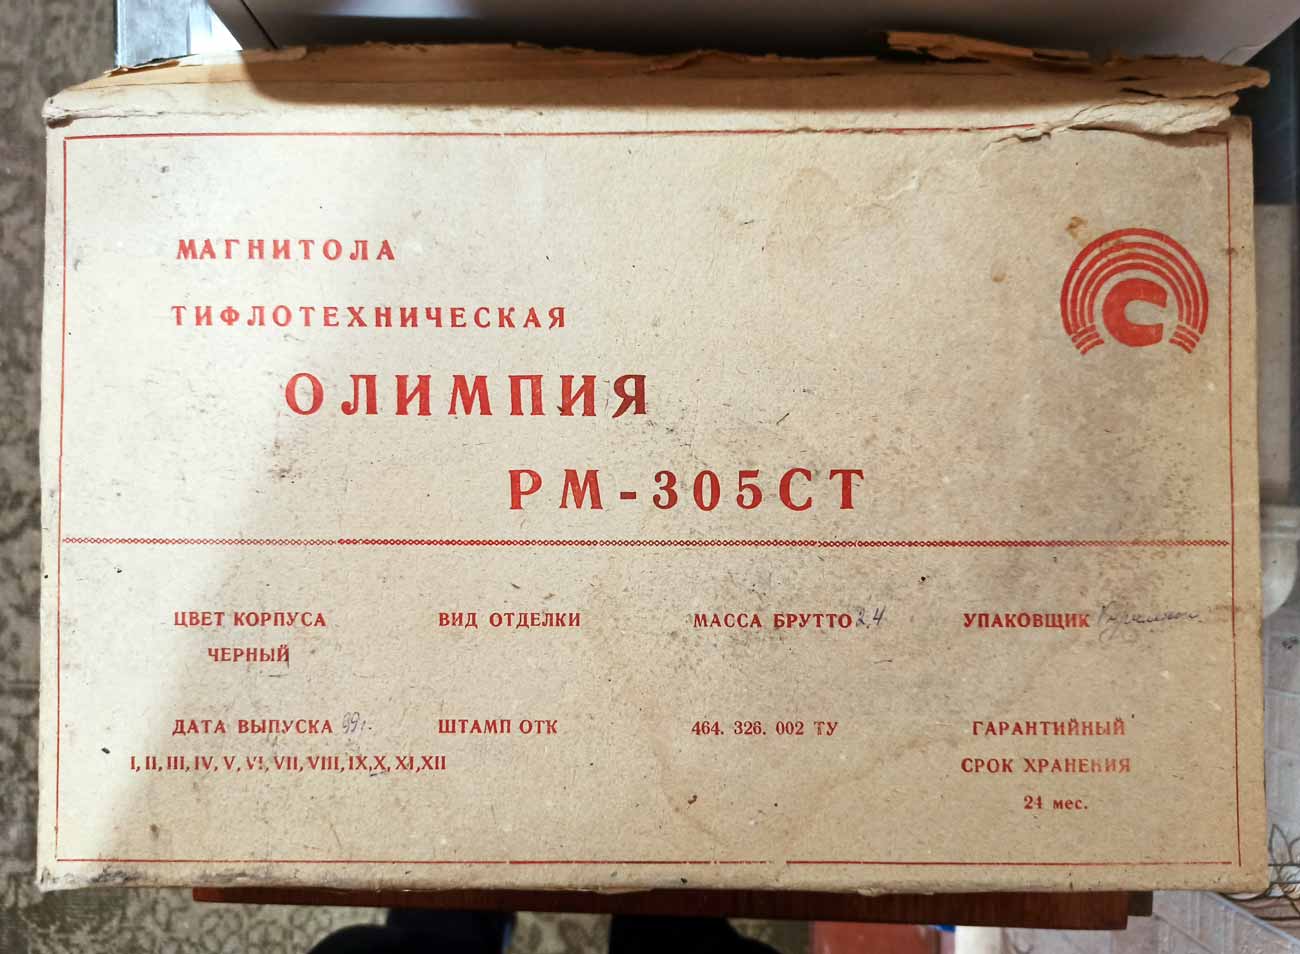 МАГНИТОЛА
ТИФЛОТЕХНИЧЕСКАЯ
ОЛИМПИЯ
РМ-305СТ
С
ЦВЕТ КОРПУСА
ЧЕРНЫЙ
ВИД ОТДЕЛКИ
МАССА БРУТТО 2,4
УПАКОВЩИК
ДАТА ВЫПУСКА 99г.
I, II, III, IV, V, VI, VII, VIII, IX, X, XI, XII
ШТАМП ОТК
464. 326. 002 ТУ
ГАРАНТИЙНЫЙ
СРОК ХРАНЕНИЯ
24 мес.